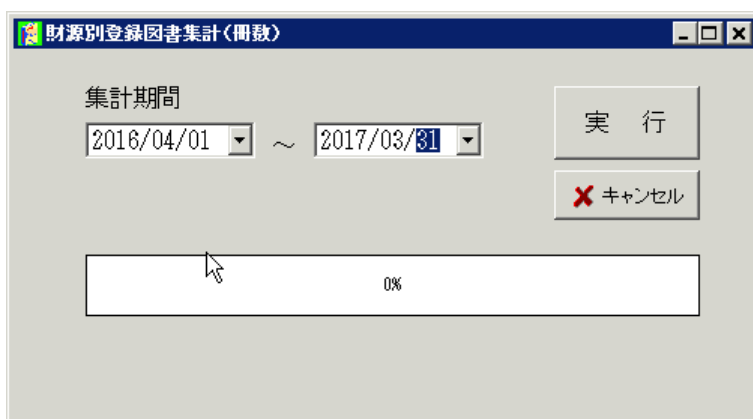 財源別登録図書集計(冊数)
集計期間
2016/04/01 ～ 2017/03/31
実 行
キャンセル
0%